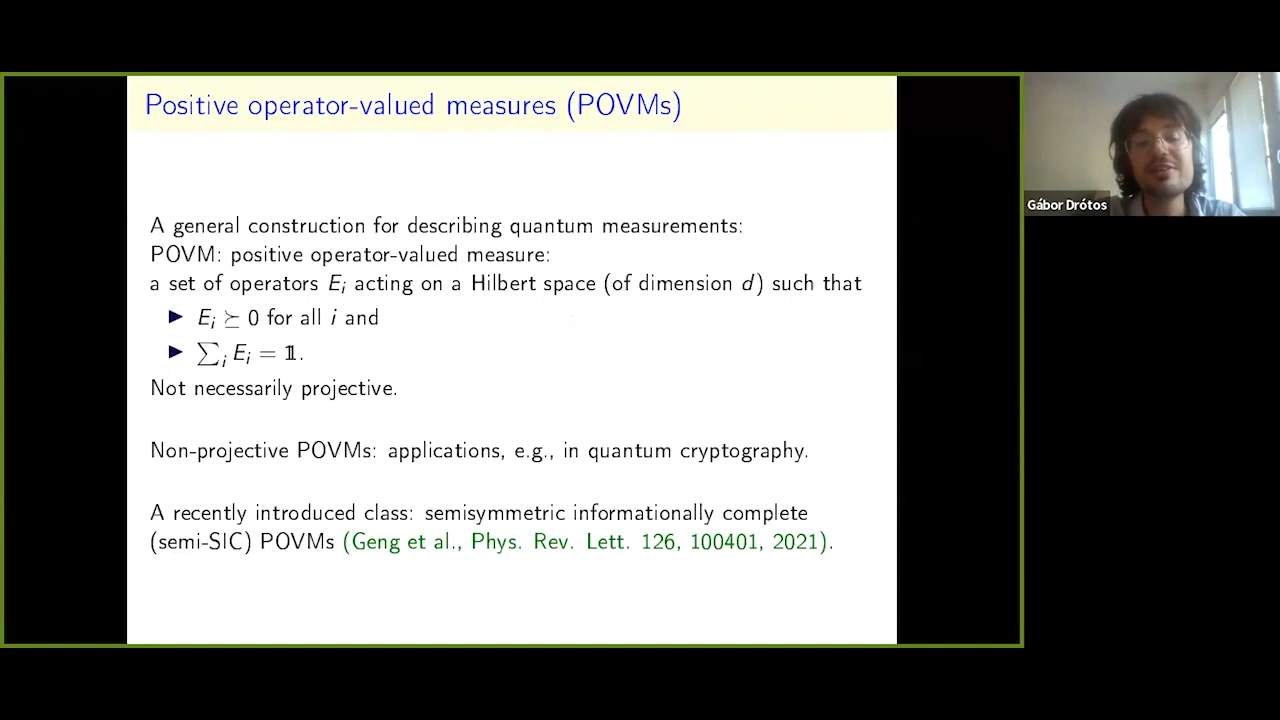 Positive operator-valued measures (POVMs)
A general construction for describing quantum measurements:
POVM: positive operator-valued measure:
a set of operators E_i acting on a Hilbert space (of dimension d) such that
▶ E_i ⪰ 0 for all i and
▶ ∑_i E_i = 𝟙.
Not necessarily projective.
Non-projective POVMs: applications, e.g., in quantum cryptography.
A recently introduced class: semisymmetric informationally complete
(semi-SIC) POVMs (Geng et al., Phys. Rev. Lett. 126, 100401, 2021).
Gábor Drótos